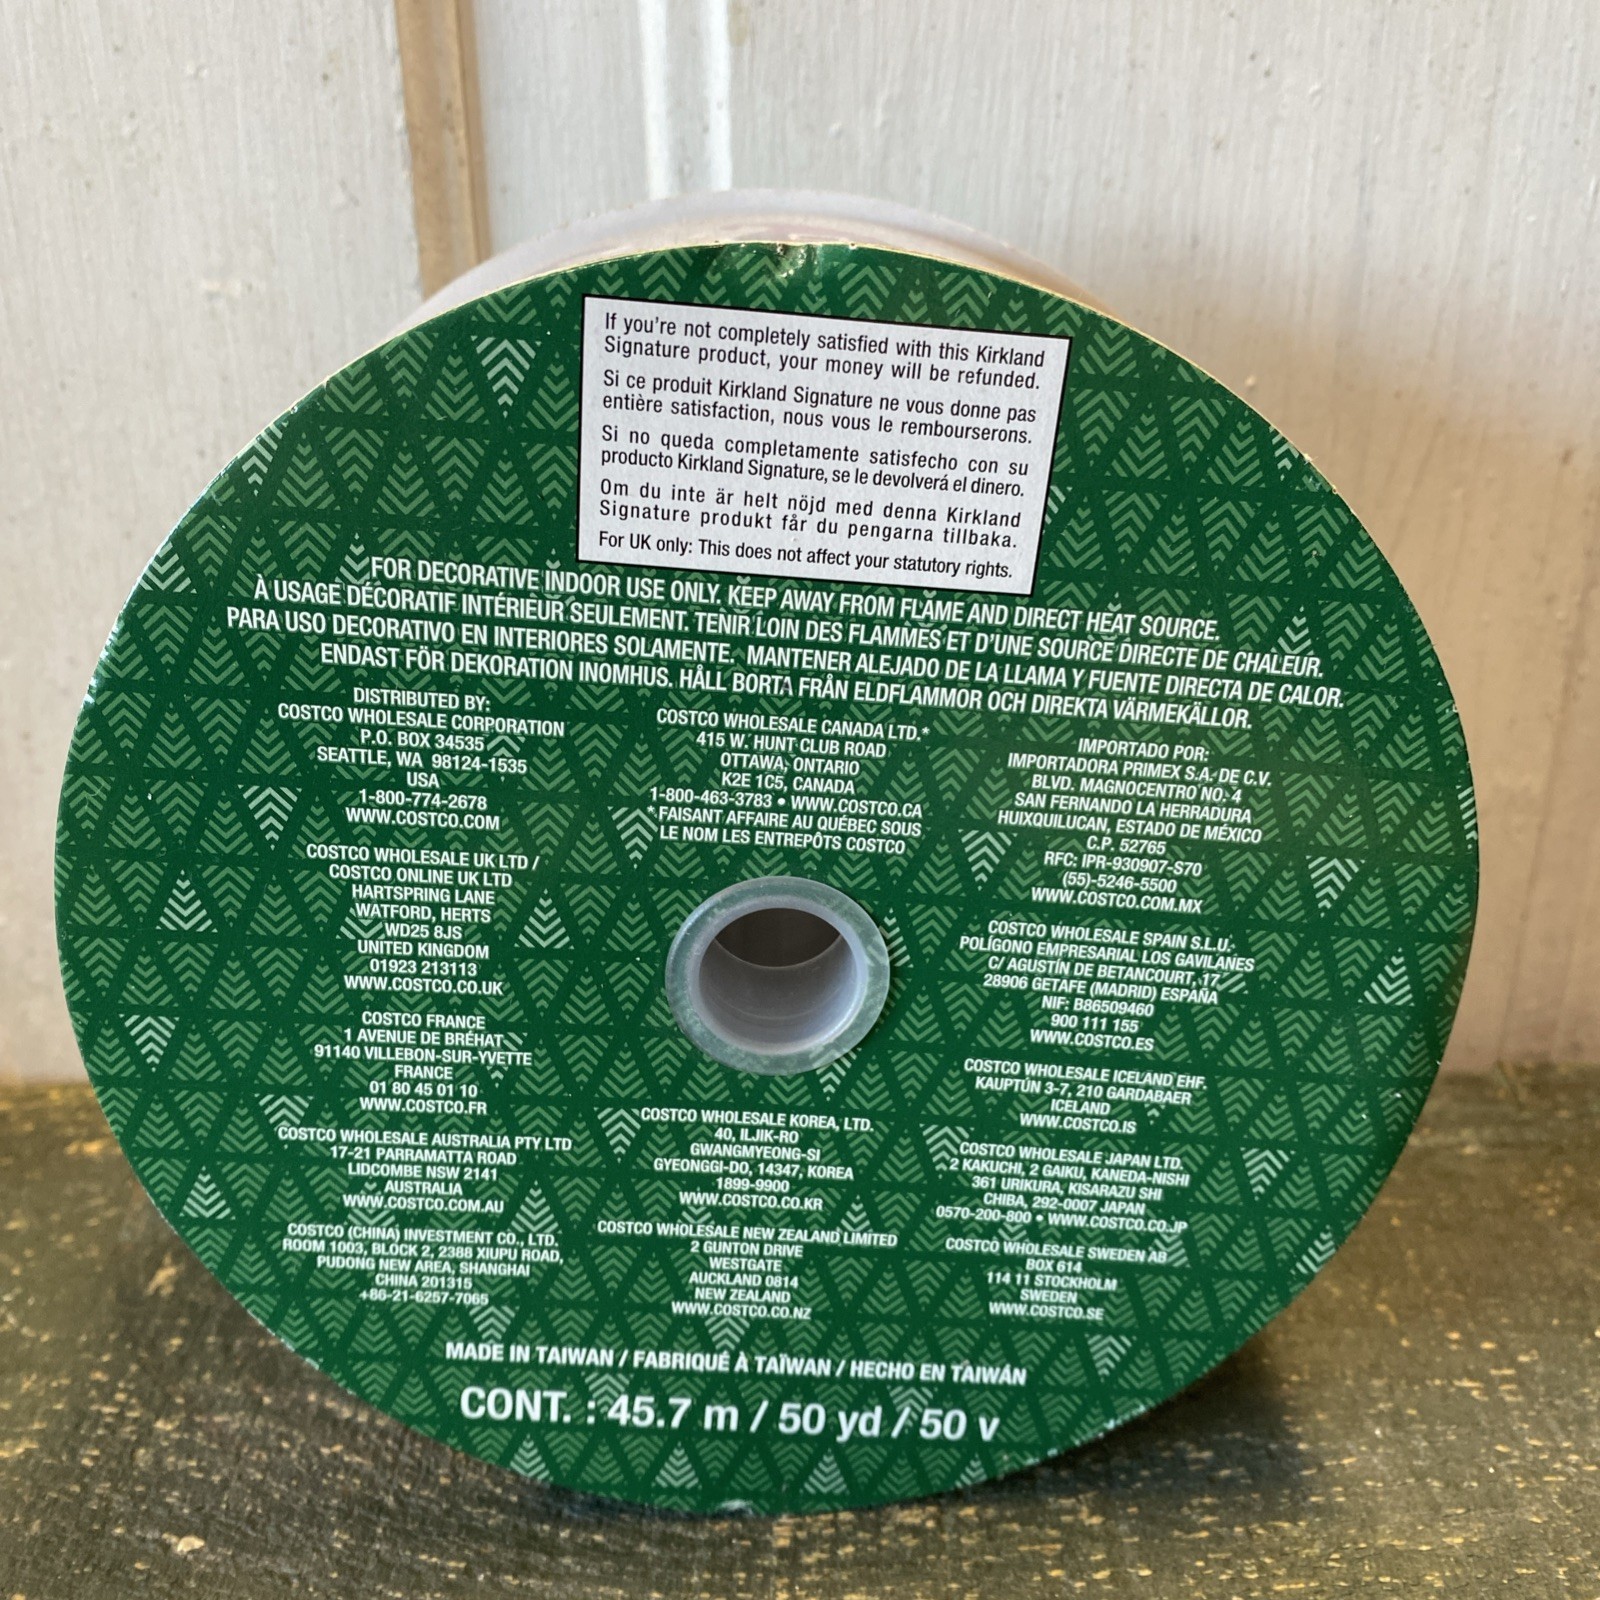 If you're not completely satisfied with this Kirkland
Signature product, your money will be refunded.
Si ce produit Kirkland Signature ne vous donne pas
entière satisfaction, nous vous le rembourserons.
Si no queda completamente satisfecho con su
producto Kirkland Signature, se le devolverá el dinero.
Om du inte är helt nöjd med denna Kirkland
Signature produkt får du pengarna tillbaka.
For UK only: This does not affect your statutory rights.
FOR DECORATIVE INDOOR USE ONLY. KEEP AWAY FROM FLAME AND DIRECT HEAT SOURCE.
À USAGE DÉCORATIF INTÉRIEUR SEULEMENT. TENIR LOIN DES FLAMMES ET D'UNE SOURCE DIRECTE DE CHALEUR.
PARA USO DECORATIVO EN INTERIORES SOLAMENTE. MANTENER ALEJADO DE LA LLAMA Y FUENTE DIRECTA DE CALOR.
ENDAST FÖR DEKORATION INOMHUS. HÅLL BORTA FRÅN ELDFLAMMOR OCH DIREKTA VÄRMEKÄLLOR.
DISTRIBUTED BY:
COSTCO WHOLESALE CORPORATION
P.O. BOX 34535
SEATTLE, WA 98124-1535
USA
1-800-774-2678
WWW.COSTCO.COM
COSTCO WHOLESALE UK LTD /
COSTCO ONLINE UK LTD
HARTSPRING LANE
WATFORD, HERTS
WD25 8JS
UNITED KINGDOM
01923 213113
WWW.COSTCO.CO.UK
COSTCO FRANCE
1 AVENUE DE BRÉHAT
91140 VILLEBON-SUR-YVETTE
FRANCE
01 80 45 01 10
WWW.COSTCO.FR
COSTCO WHOLESALE AUSTRALIA PTY LTD
17-21 PARRAMATTA ROAD
LIDCOMBE NSW 2141
AUSTRALIA
WWW.COSTCO.COM.AU
COSTCO (CHINA) INVESTMENT CO., LTD.
ROOM 1003, BLOCK 2, 2388 XIUPU ROAD,
PUDONG NEW AREA, SHANGHAI
CHINA 201315
+86-21-6257-7065
COSTCO WHOLESALE CANADA LTD.*
415 W. HUNT CLUB ROAD
OTTAWA, ONTARIO
K2E 1C5, CANADA
1-800-463-3783 • WWW.COSTCO.CA
* FAISANT AFFAIRE AU QUÉBEC SOUS
LE NOM LES ENTREPÔTS COSTCO
COSTCO WHOLESALE KOREA, LTD.
40, ILJIK-RO
GWANGMYEONG-SI
GYEONGGI-DO, 14347, KOREA
1899-9900
WWW.COSTCO.CO.KR
COSTCO WHOLESALE NEW ZEALAND LIMITED
2 GUNTON DRIVE
WESTGATE
AUCKLAND 0814
NEW ZEALAND
WWW.COSTCO.CO.NZ
IMPORTADO POR:
IMPORTADORA PRIMEX S.A. DE C.V.
BLVD. MAGNOCENTRO NO. 4
SAN FERNANDO LA HERRADURA
HUIXQUILUCAN, ESTADO DE MÉXICO
C.P. 52765
RFC: IPR-930907-S70
(55)-5246-5500
WWW.COSTCO.COM.MX
COSTCO WHOLESALE SPAIN S.L.U.
POLÍGONO EMPRESARIAL LOS GAVILANES
C/ AGUSTÍN DE BETANCOURT, 17
28906 GETAFE (MADRID) ESPAÑA
NIF: B86509460
900 111 155
WWW.COSTCO.ES
COSTCO WHOLESALE ICELAND EHF.
KAUPTÚN 3-7, 210 GARDABAER
ICELAND
WWW.COSTCO.IS
COSTCO WHOLESALE JAPAN LTD.
2 KAKUCHI, 2 GAIKU, KANEDA-NISHI
361 URIKURA, KISARAZU SHI
CHIBA, 292-0007 JAPAN
0570-200-800 • WWW.COSTCO.CO.JP
COSTCO WHOLESALE SWEDEN AB
BOX 614
114 11 STOCKHOLM
SWEDEN
WWW.COSTCO.SE
MADE IN TAIWAN / FABRIQUÉ À TAÏWAN / HECHO EN TAIWÁN
CONT. : 45.7 m / 50 yd / 50 v